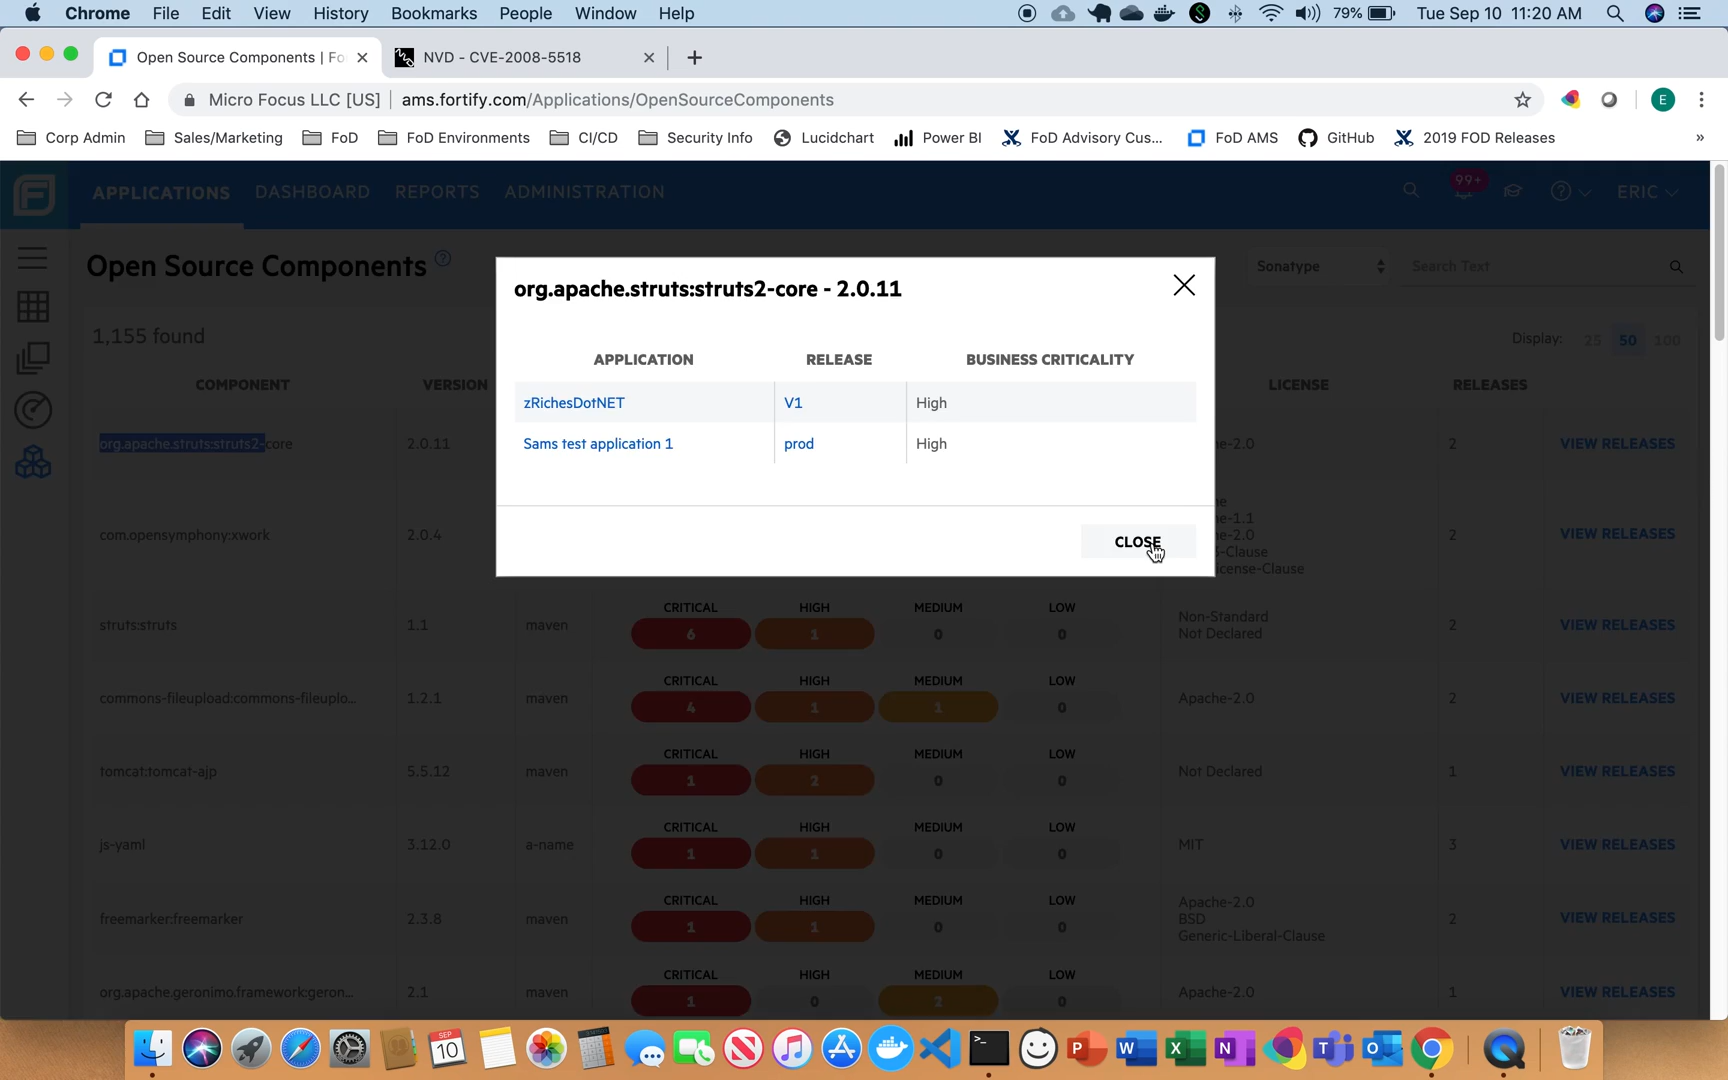 Chrome File Edit View History Bookmarks People Window Help 79% Tue Sep 10 11:20 AM
Open Source Components | Fo NVD - CVE-2008-5518
Micro Focus LLC [US] ams.fortify.com/Applications/OpenSourceComponents E
Corp Admin Sales/Marketing FoD FoD Environments CI/CD Security Info Lucidchart Power BI FoD Advisory Cus... FoD AMS GitHub 2019 FOD Releases »
APPLICATIONS DASHBOARD REPORTS ADMINISTRATION 99+ ERIC
Open Source Components Sonatype Search Text
1,155 found Display: 25 50 100
COMPONENT VERSION LICENSE RELEASES
org.apache.struts:struts2-core 2.0.11 e-2.0 2 VIEW RELEASES
com.opensymphony:xwork 2.0.4 2 VIEW RELEASES
e-1.1
e-2.0
-Clause
icense-Clause
org.apache.struts:struts2-core - 2.0.11
APPLICATION RELEASE BUSINESS CRITICALITY
zRichesDotNET V1 High
Sams test application 1 prod High
CLOSE
CRITICAL HIGH MEDIUM LOW
struts:struts 1.1 maven 6 1 0 0 Non-Standard 2 VIEW RELEASES
Not Declared
CRITICAL HIGH MEDIUM LOW
commons-fileupload:commons-fileuplo... 1.2.1 maven 4 1 1 0 Apache-2.0 2 VIEW RELEASES
CRITICAL HIGH MEDIUM LOW
tomcat:tomcat-ajp 5.5.12 maven 1 2 0 0 Not Declared 1 VIEW RELEASES
CRITICAL HIGH MEDIUM LOW
js-yaml 3.12.0 a-name 1 1 0 0 MIT 3 VIEW RELEASES
CRITICAL HIGH MEDIUM LOW
freemarker:freemarker 2.3.8 maven 1 1 0 0 Apache-2.0 2 VIEW RELEASES
BSD
Generic-Liberal-Clause
CRITICAL HIGH MEDIUM LOW
org.apache.geronimo.framework:geron... 2.1 maven 1 0 2 0 Apache-2.0 1 VIEW RELEASES
SEP
10